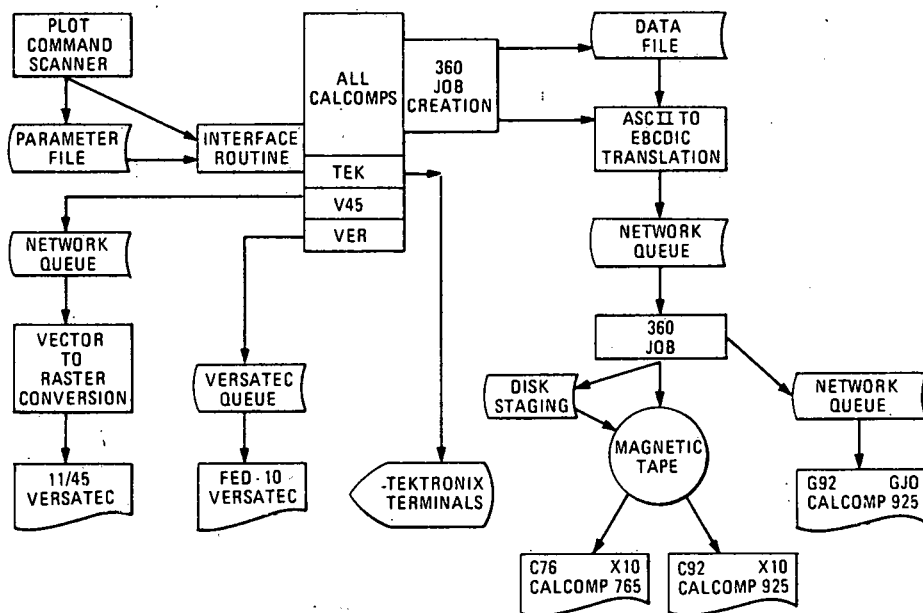 PLOT
COMMAND
SCANNER
PARAMETER
FILE
INTERFACE
ROUTINE
ALL
CALCOMPS
TEK
V45
VER
360
JOB
CREATION
DATA
FILE
ASCII TO
EBCDIC
TRANSLATION
NETWORK
QUEUE
360
JOB
NETWORK
QUEUE
VECTOR
TO
RASTER
CONVERSION
11/45
VERSATEC
VERSATEC
QUEUE
FED-10
VERSATEC
TEKTRONIX
TERMINALS
DISK
STAGING
MAGNETIC
TAPE
C76 X10
CALCOMP 765
C92 X10
CALCOMP 925
NETWORK
QUEUE
G92 GJO
CALCOMP 925